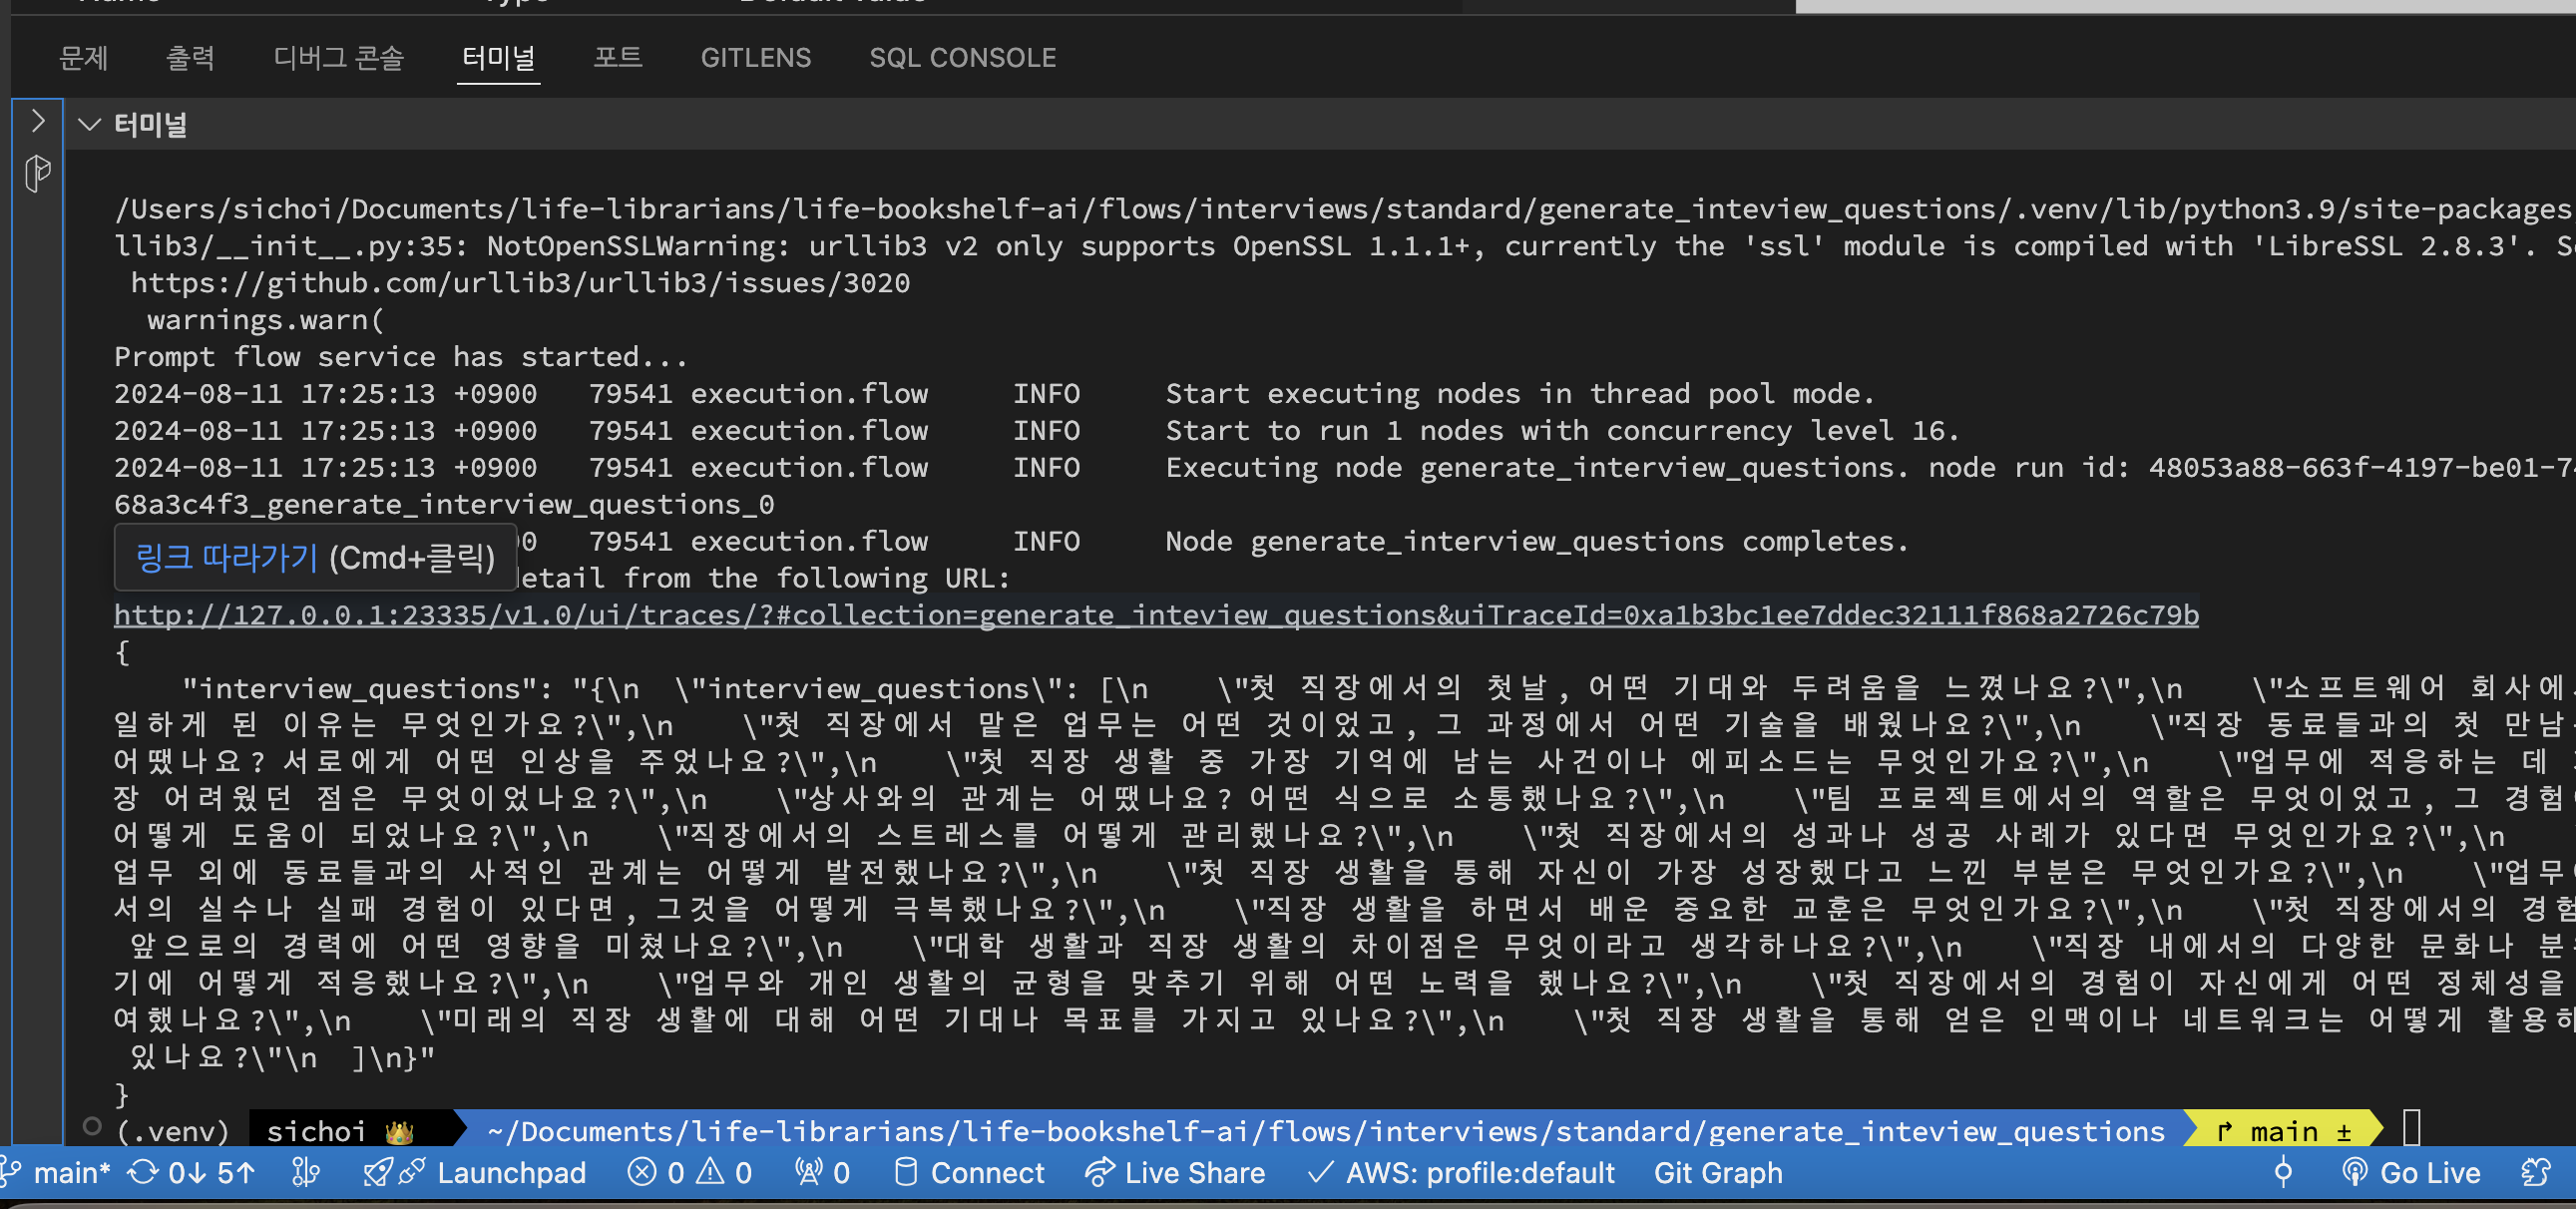 Name Type Default Value
문제 출력 디버그 콘솔 터미널 포트 GITLENS SQL CONSOLE
터미널
/Users/sichoi/Documents/life-librarians/life-bookshelf-ai/flows/interviews/standard/generate_inteview_questions/.venv/lib/python3.9/site-packages
llib3/__init__.py:35: NotOpenSSLWarning: urllib3 v2 only supports OpenSSL 1.1.1+, currently the 'ssl' module is compiled with 'LibreSSL 2.8.3'.
https://github.com/urllib3/urllib3/issues/3020
warnings.warn(
Prompt flow service has started...
2024-08-11 17:25:13 +0900 79541 execution.flow INFO Start executing nodes in thread pool mode.
2024-08-11 17:25:13 +0900 79541 execution.flow INFO Start to run 1 nodes with concurrency level 16.
2024-08-11 17:25:13 +0900 79541 execution.flow INFO Executing node generate_interview_questions. node run id: 48053a88-663f-4197-be01-7
68a3c4f3_generate_interview_questions_0
0 79541 execution.flow INFO Node generate_interview_questions completes.
링크 따라가기 (Cmd+클릭)
etail from the following URL:
http://127.0.0.1:23335/v1.0/ui/traces/?#collection=generate_inteview_questions&uiTraceId=0xa1b3bc1ee7ddec32111f868a2726c79b
{
"interview_questions": "{\n \"interview_questions\": [\n \"첫 직장에서의 첫날, 어떤 기대와 두려움을 느꼈나요?\",\n \"소프트웨어 회사에
일하게 된 이유는 무엇인가요?\",\n \"첫 직장에서 맡은 업무는 어떤 것이었고, 그 과정에서 어떤 기술을 배웠나요?\",\n \"직장 동료들과의 첫 만남
어땠나요? 서로에게 어떤 인상을 주었나요?\",\n \"첫 직장 생활 중 가장 기억에 남는 사건이나 에피소드는 무엇인가요?\",\n \"업무에 적응하는 데
장 어려웠던 점은 무엇이었나요?\",\n \"상사와의 관계는 어땠나요? 어떤 식으로 소통했나요?\",\n \"팀 프로젝트에서의 역할은 무엇이었고, 그 경험
어떻게 도움이 되었나요?\",\n \"직장에서의 스트레스를 어떻게 관리했나요?\",\n \"첫 직장에서의 성과나 성공 사례가 있다면 무엇인가요?\",\n
업무 외에 동료들과의 사적인 관계는 어떻게 발전했나요?\",\n \"첫 직장 생활을 통해 자신이 가장 성장했다고 느낀 부분은 무엇인가요?\",\n \"업무
서의 실수나 실패 경험이 있다면, 그것을 어떻게 극복했나요?\",\n \"직장 생활을 하면서 배운 중요한 교훈은 무엇인가요?\",\n \"첫 직장에서의 경험
앞으로의 경력에 어떤 영향을 미쳤나요?\",\n \"대학 생활과 직장 생활의 차이점은 무엇이라고 생각하나요?\",\n \"직장 내에서의 다양한 문화나 분
기에 어떻게 적응했나요?\",\n \"업무와 개인 생활의 균형을 맞추기 위해 어떤 노력을 했나요?\",\n \"첫 직장에서의 경험이 자신에게 어떤 정체성을
여했나요?\",\n \"미래의 직장 생활에 대해 어떤 기대나 목표를 가지고 있나요?\",\n \"첫 직장 생활을 통해 얻은 인맥이나 네트워크는 어떻게 활용하
있나요?\"\n ]\n}"
}
(.venv) sichoi 👑 ~/Documents/life-librarians/life-bookshelf-ai/flows/interviews/standard/generate_inteview_questions main ±
main* 0↓ 5↑ Launchpad 0 0 0 Connect Live Share AWS: profile:default Git Graph Go Live